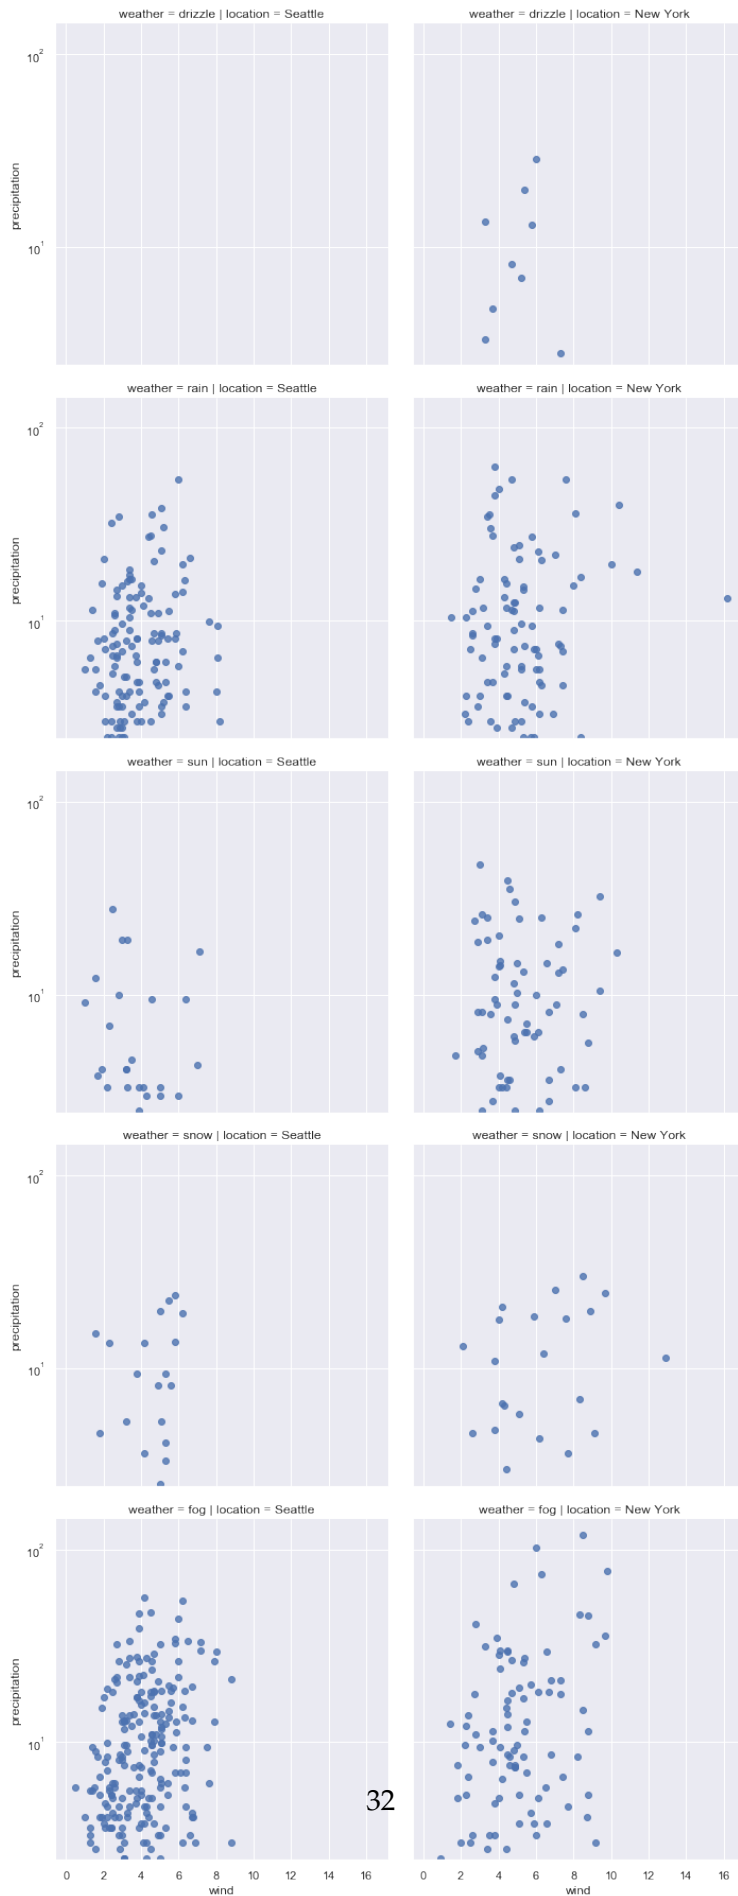 weather = drizzle | location = Seattle
weather = drizzle | location = New York
10²
precipitation
10¹
weather = rain | location = Seattle
weather = rain | location = New York
10²
precipitation
10¹
weather = sun | location = Seattle
weather = sun | location = New York
10²
precipitation
10¹
weather = snow | location = Seattle
weather = snow | location = New York
10²
precipitation
10¹
weather = fog | location = Seattle
weather = fog | location = New York
10²
precipitation
10¹
32
0 2 4 6 8 10 12 14 16
0 2 4 6 8 10 12 14 16
wind
wind